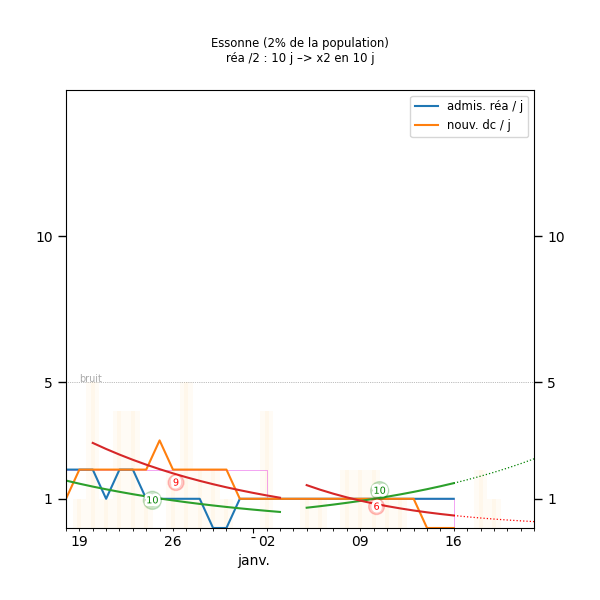 Essonne (2% de la population)
réa /2 : 10 j –> x2 en 10 j
admis. réa / j
nouv. dc / j
10 10
bruit
5 5
9
10
10
6
1 1
19 26 02 09 16
janv.